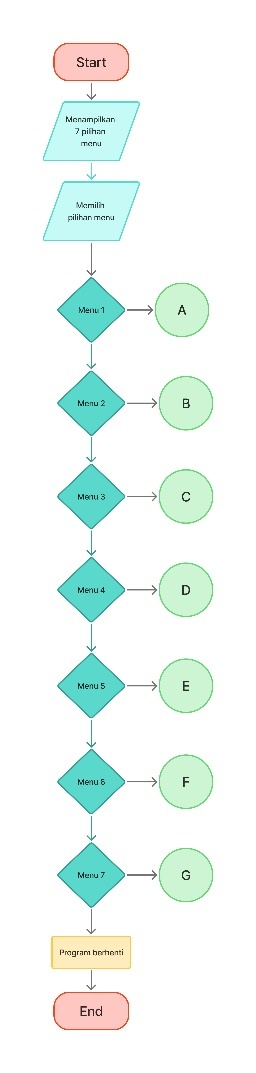 Start
Menampilkan
7 pilihan
menu
Memilih
pilihan menu
Menu 1
A
Menu 2
B
Menu 3
C
Menu 4
D
Menu 5
E
Menu 6
F
Menu 7
G
Program berhenti
End